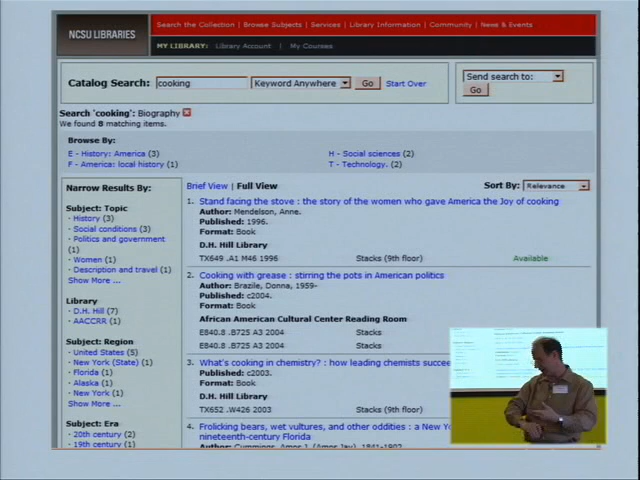 NCSU LIBRARIES
Search the Collection | Browse Subjects | Services | Library Information | Community | News & Events
MY LIBRARY: Library Account | My Courses
Catalog Search: cooking Keyword Anywhere Go Start Over
Send search to:
Go
Search 'cooking': Biography
We found 8 matching items.
Browse By:
E - History: America (3)
F - America: local history (1)
H - Social sciences (2)
T - Technology. (2)
Narrow Results By:
Subject: Topic
· History (3)
· Social conditions (3)
· Politics and government
(1)
· Women (1)
· Description and travel (1)
Show More ...
Library
· D.H. Hill (7)
· AACCRR (1)
Subject: Region
· United States (5)
· New York (State) (1)
· Florida (1)
· Alaska (1)
· New York (1)
Show More ...
Subject: Era
· 20th century (2)
· 19th century (1)
Brief View | Full View
Sort By: Relevance
1. Stand facing the stove : the story of the women who gave America the Joy of cooking
Author: Mendelson, Anne.
Published: 1996.
Format: Book
D.H. Hill Library
TX649 .A1 M46 1996 Stacks (9th floor) Available
2. Cooking with grease : stirring the pots in American politics
Author: Brazile, Donna, 1959-
Published: c2004.
Format: Book
African American Cultural Center Reading Room
E840.8 .B725 A3 2004 Stacks
E840.8 .B725 A3 2004 Stacks
3. What's cooking in chemistry? : how leading chemists succee
Published: c2003.
Format: Book
D.H. Hill Library
TX652 .W426 2003 Stacks (9th floor)
4. Frolicking bears, wet vultures, and other oddities : a New Yo
nineteenth-century Florida
Author: Cummings, Amos (Amos Jay), 1841-1902.